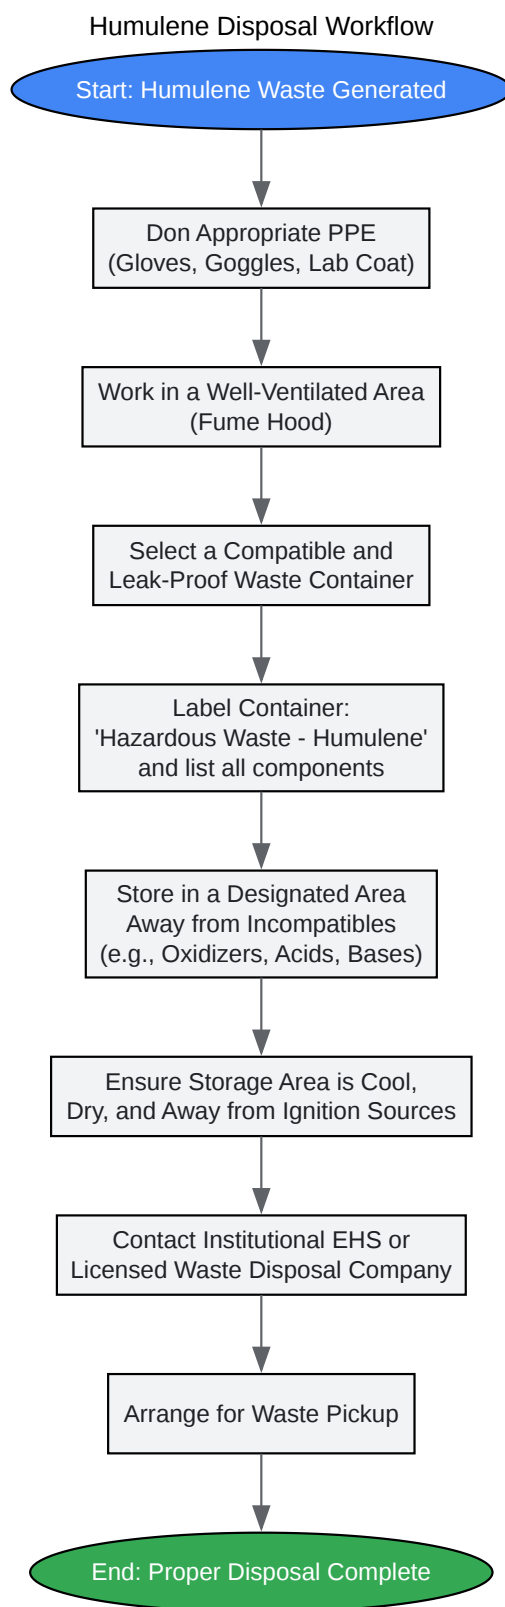 Humulene Disposal Workflow
Start: Humulene Waste Generated
Don Appropriate PPE
(Gloves, Goggles, Lab Coat)
Work in a Well-Ventilated Area
(Fume Hood)
Select a Compatible and
Leak-Proof Waste Container
Label Container:
'Hazardous Waste - Humulene'
and list all components
Store in a Designated Area
Away from Incompatibles
(e.g., Oxidizers, Acids, Bases)
Ensure Storage Area is Cool,
Dry, and Away from Ignition Sources
Contact Institutional EHS or
Licensed Waste Disposal Company
Arrange for Waste Pickup
End: Proper Disposal Complete